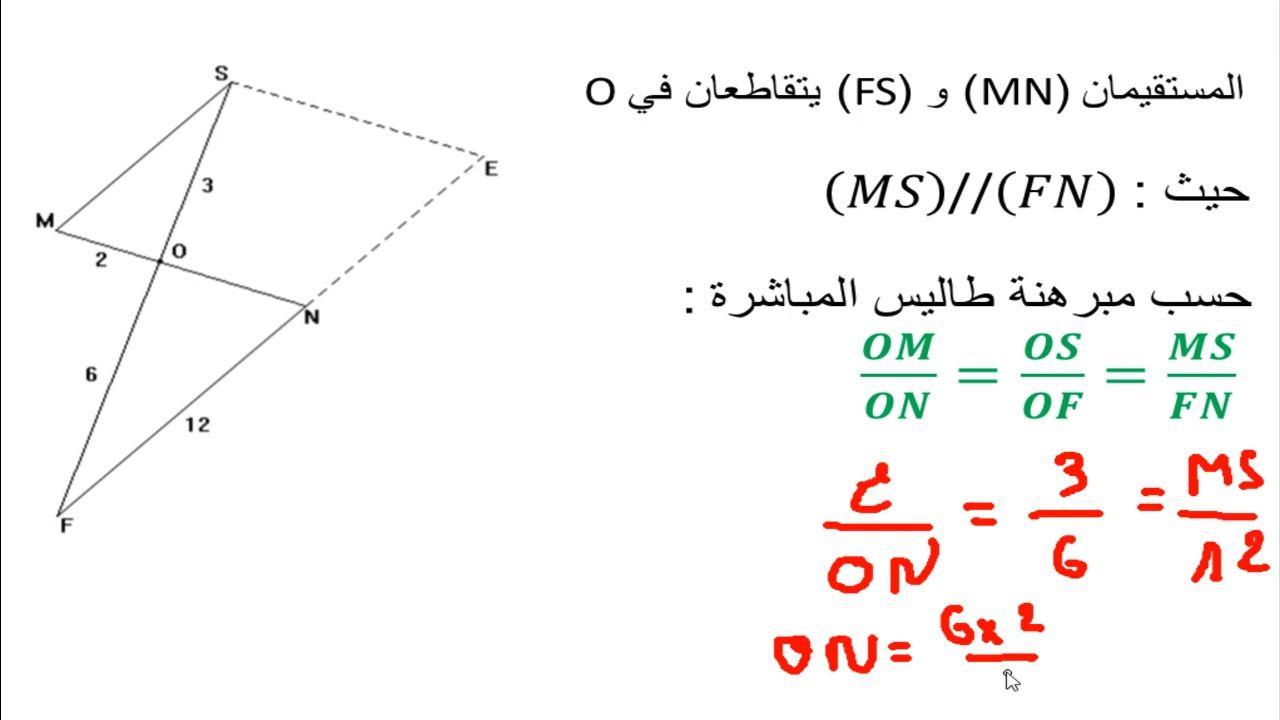 المستقيمان (MN) و (FS) يتقاطعان في O
حيث : (MS)//(FN)
حسب مبرهنة طاليس المباشرة :
OM/ON = OS/OF = MS/FN
2/ON = 3/6 = MS/12
ON = 6x2
S
3
E
M
O
2
N
6
12
F